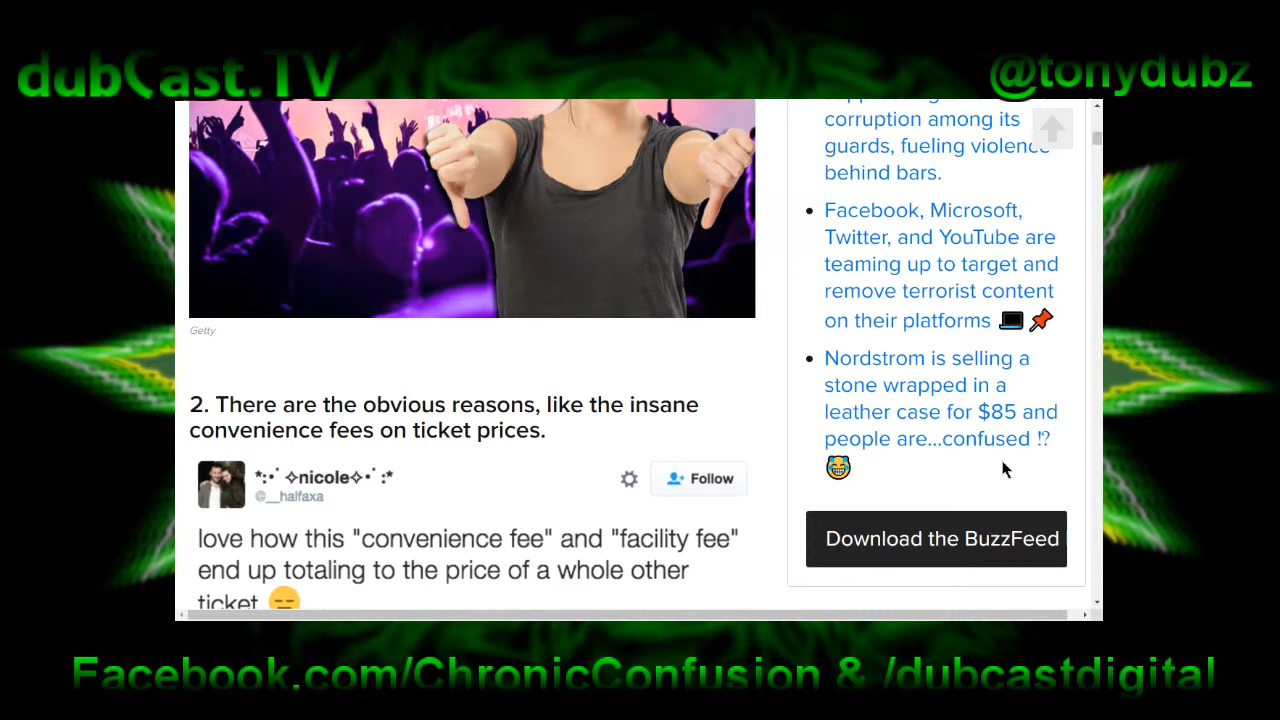 dubCast.TV
@tonydubz
Getty
2. There are the obvious reasons, like the insane
convenience fees on ticket prices.
*:•ﾟ✧nicole✧•ﾟ:*
@__halfaxa
Follow
love how this "convenience fee" and "facility fee"
end up totaling to the price of a whole other
ticket 😑
corruption among its
guards, fueling violence
behind bars.
• Facebook, Microsoft,
Twitter, and YouTube are
teaming up to target and
remove terrorist content
on their platforms 💻📌
• Nordstrom is selling a
stone wrapped in a
leather case for $85 and
people are...confused ⁉
😹
Download the BuzzFeed
Facebook.com/ChronicConfusion & /dubcastdigital